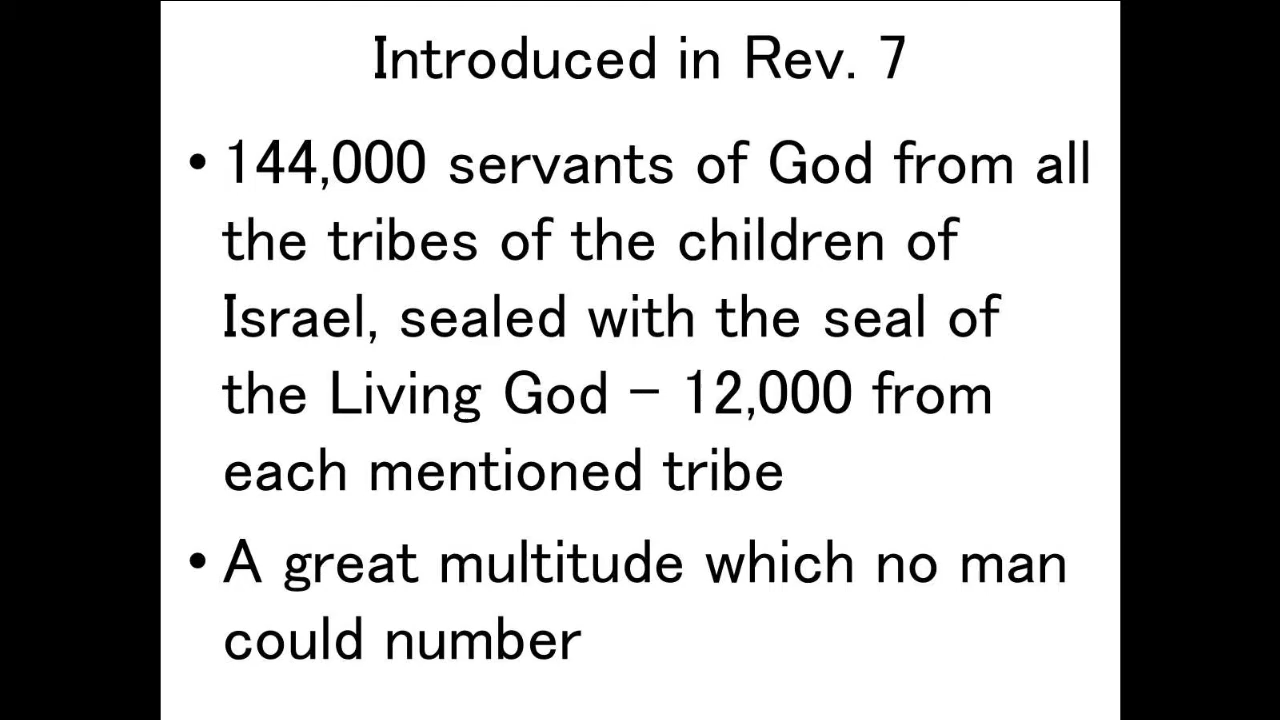 Introduced in Rev. 7
• 144,000 servants of God from all
the tribes of the children of
Israel, sealed with the seal of
the Living God – 12,000 from
each mentioned tribe
• A great multitude which no man
could number